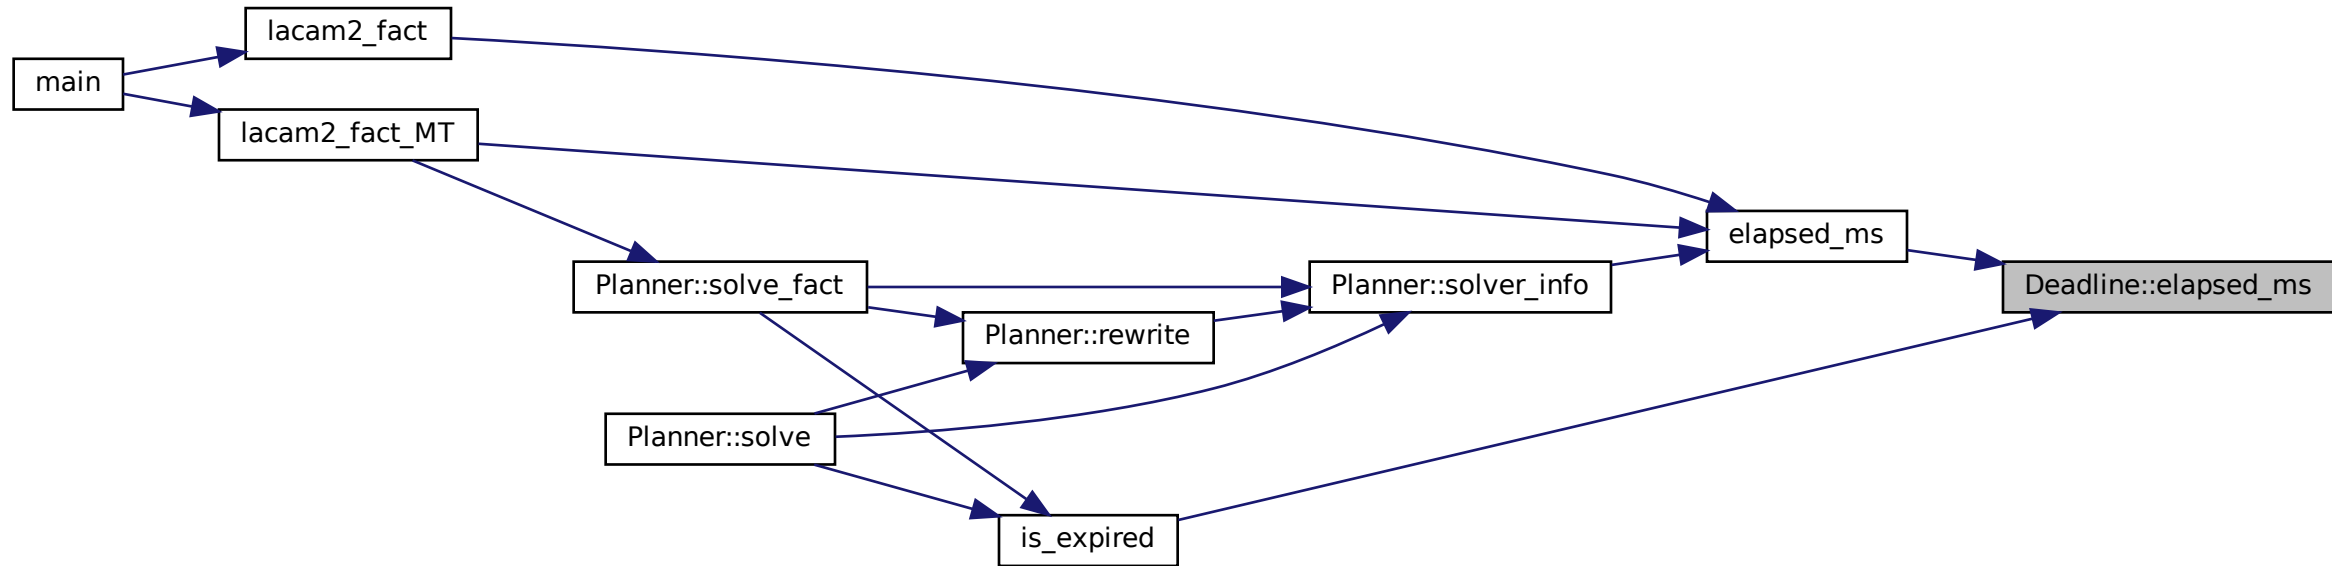 lacam2_fact
main
lacam2_fact_MT
elapsed_ms
Planner::solve_fact
Planner::solver_info
Deadline::elapsed_ms
Planner::rewrite
Planner::solve
is_expired